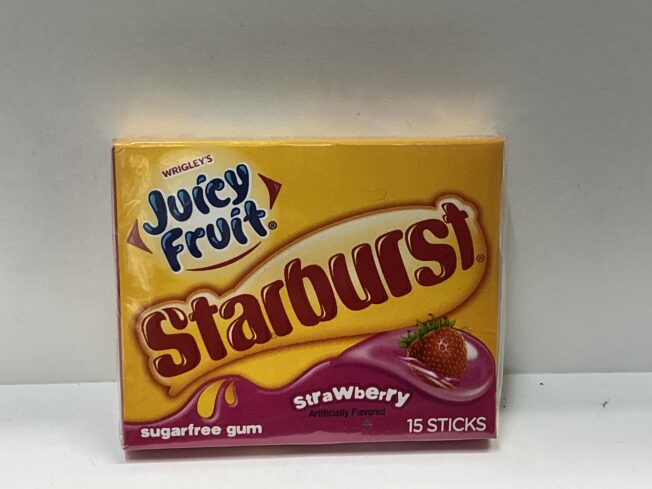 WRIGLEY'S
Juicy
Fruit®
Starburst®
Strawberry
Artificially Flavored
sugarfree gum
15 STICKS